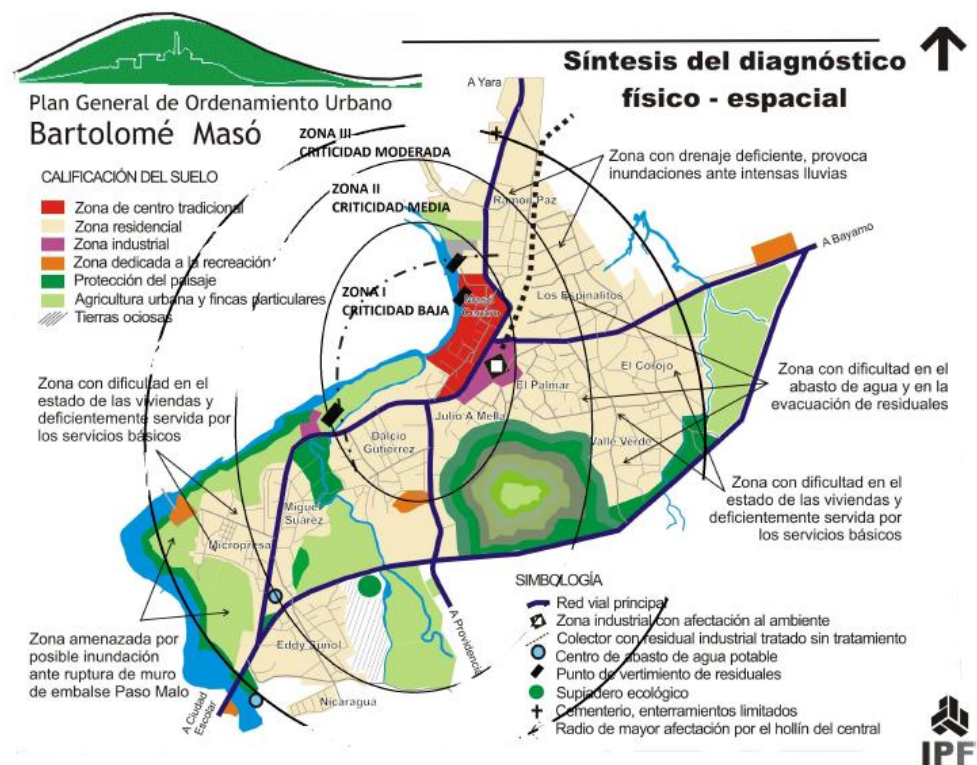 Plan General de Ordenamiento Urbano
Bartolomé Masó
Síntesis del diagnóstico
físico - espacial
CALIFICACIÓN DEL SUELO
Zona de centro tradicional
Zona residencial
Zona industrial
Zona dedicada a la recreación
Protección del paisaje
Agricultura urbana y fincas particulares
Tierras ociosas
ZONA III
CRITICIDAD MODERADA
ZONA II
CRITICIDAD MEDIA
ZONA I
CRITICIDAD BAJA
A Yara
Ramon Paz
Zona con drenaje deficiente, provoca
inundaciones ante intensas lluvias
A Bayamo
Los Espinalitos
Masó
Centro
El Corojo
El Palmar
Julio A Mella
Dalcio
Gutierrez
Valle Verde
Zona con dificultad en el
abasto de agua y en la
evacuación de residuales
Zona con dificultad en el
estado de las viviendas y
deficientemente servida por
los servicios básicos
Zona con dificultad en el
estado de las viviendas y
deficientemente servida por
los servicios básicos
Miguel
Suárez
Micropresa
Eddy Suñol
Nicaragua
A Providencia
A Ciudad
Escolar
Zona amenazada por
posible inundación
ante ruptura de muro
de embalse Paso Malo
SIMBOLOGÍA
Red vial principal
Zona industrial con afectación al ambiente
Colector con residual industrial tratado sin tratamiento
Centro de abasto de agua potable
Punto de vertimiento de residuales
Supiadero ecológico
Cementerio, enterramientos limitados
Radio de mayor afectación por el hollín del central
IPF